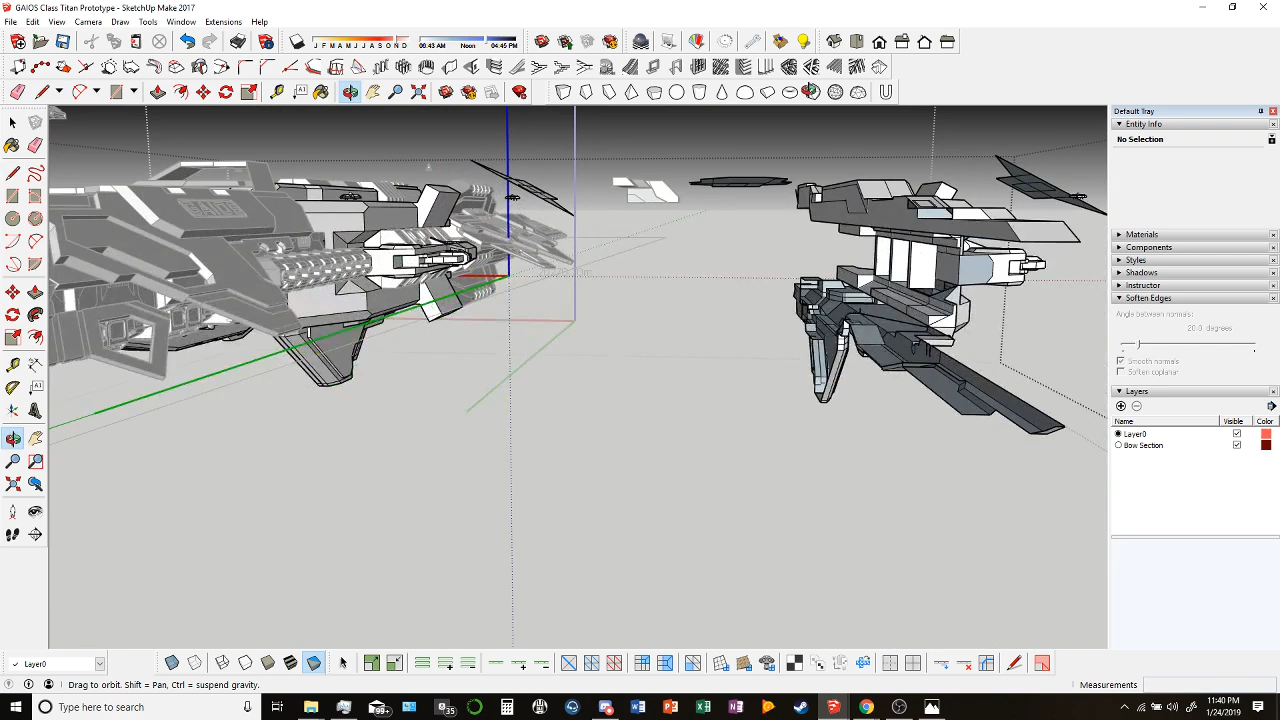 GAIOS Class Titan Prototype - SketchUp Make 2017
File Edit View Camera Draw Tools Window Extensions Help
J F M A M J J A S O N D
06:43 AM Noon 04:45 PM
Default Tray
Entity Info
No Selection
Materials
Components
Styles
Shadows
Instructor
Soften Edges
Angle between normals:
20.0 degrees
Smooth normals
Soften coplanar
Layers
Name Visible Color
Layer0
Bow Section
GAIOS
Layer0
Drag to orbit. Shift = Pan, Ctrl = suspend gravity.
Measurements
Type here to search
99+
35
11:40 PM
1/24/2019